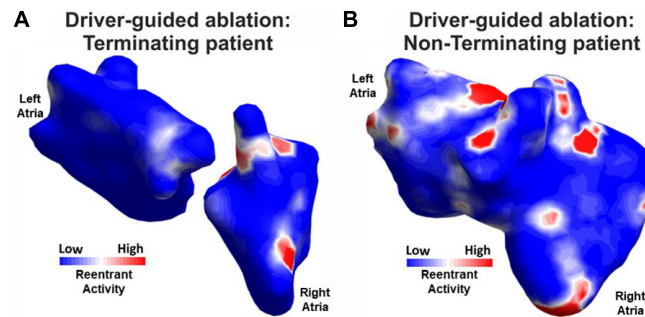 A
Driver-guided ablation:
Terminating patient
Left
Atria
Low
High
Reentrant
Activity
Right
Atria
B
Driver-guided ablation:
Non-Terminating patient
Left
Atria
Low
High
Reentrant
Activity
Right
Atria